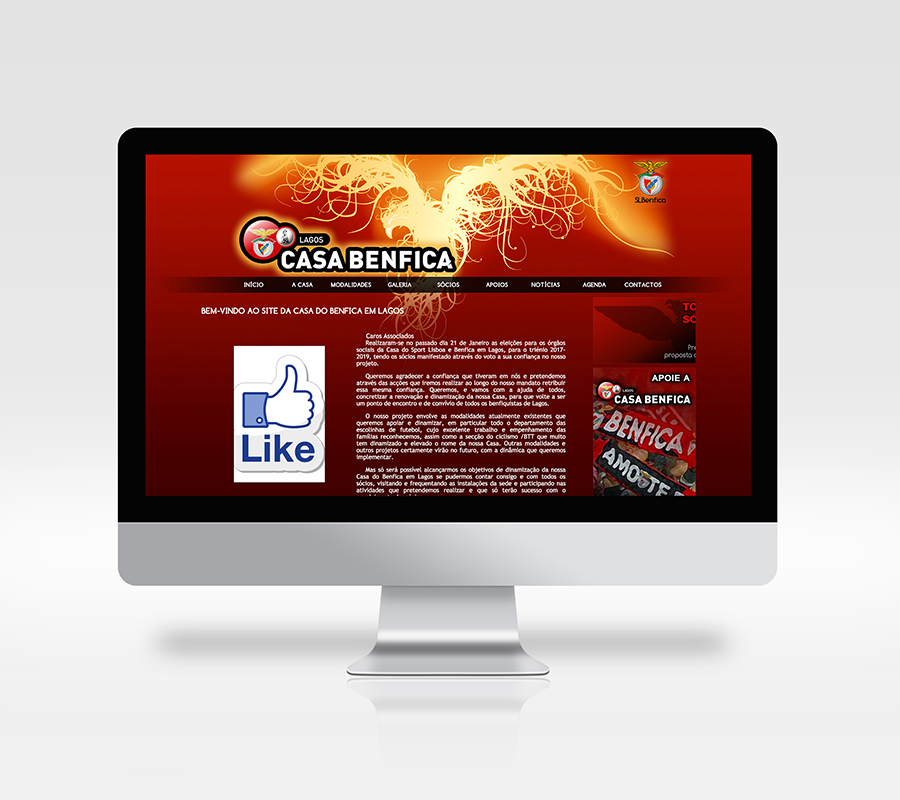 SLBenfica
LAGOS
CASA BENFICA
INÍCIO A CASA MODALIDADES GALERIA SÓCIOS APOIOS NOTÍCIAS AGENDA CONTACTOS
BEM-VINDO AO SITE DA CASA DO BENFICA EM LAGOS
Caros Associados
Realizaram-se no passado dia 21 de Janeiro as eleições para os órgãos
sociais da Casa do Sport Lisboa e Benfica em Lagos, para o triénio 2017-
2019, tendo os sócios manifestado através do voto a sua confiança no nosso
projeto.
Queremos agradecer a confiança que tiveram em nós e pretendemos
através das acções que iremos realizar ao longo do nosso mandato retribuir
essa mesma confiança. Queremos, e vamos com a ajuda de todos,
concretizar a renovação e dinamização da nossa Casa, para que volte a ser
um ponto de encontro e de convívio de todos os benfiquistas de Lagos.
O nosso projeto envolve as modalidades atualmente existentes que
queremos apoiar e dinamizar, em particular todo o departamento das
escolinhas de futebol, cujo excelente trabalho e empenhamento das
famílias reconhecemos, assim como a secção do ciclismo /BTT que muito
tem dinamizado e elevado o nome da nossa Casa. Outras modalidades e
outros projetos certamente virão no futuro, com a dinâmica que queremos
implementar.
Mas só será possível alcançarmos os objetivos de dinamização da nossa
Casa do Benfica em Lagos se pudermos contar consigo e com todos os
sócios, visitando e frequentando as instalações da sede e participando nas
atividades que pretendemos realizar e que só terão sucesso com o
Like
TO
SO
Pre
proposta d
APOIE A
LAGOS
CASA BENFICA
BENFICA
AMO-TE